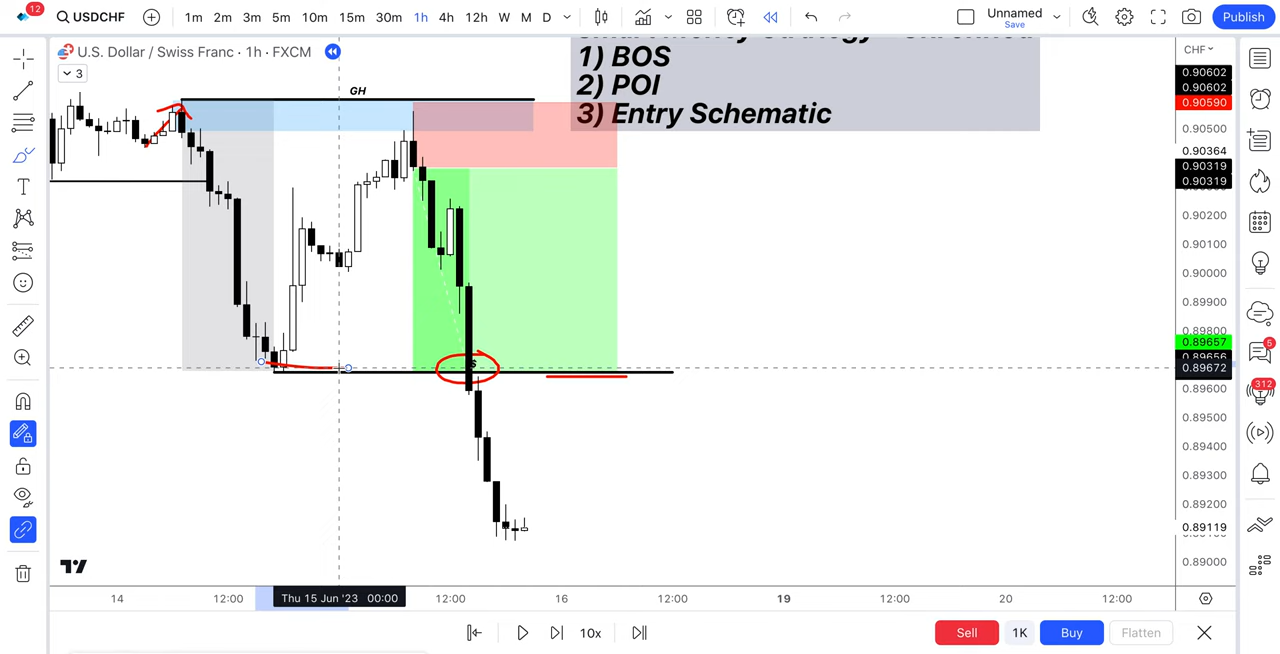 12
USDCHF
1m 2m 3m 5m 10m 15m 30m 1h 4h 12h W M D
Unnamed
Save
Publish
U.S. Dollar / Swiss Franc · 1h · FXCM
3
GH
1) BOS
2) POI
3) Entry Schematic
CHF
0.90602
0.90602
0.90590
0.90500
0.90364
0.90319
0.90319
0.90200
0.90100
0.90000
0.89900
0.89800
0.89657
0.89656
0.89672
0.89600
0.89500
0.89400
0.89300
0.89200
0.89119
0.89000
5
312
14 12:00 Thu 15 Jun '23 00:00 12:00 16 12:00 19 12:00 20 12:00
10x
Sell 1K Buy Flatten